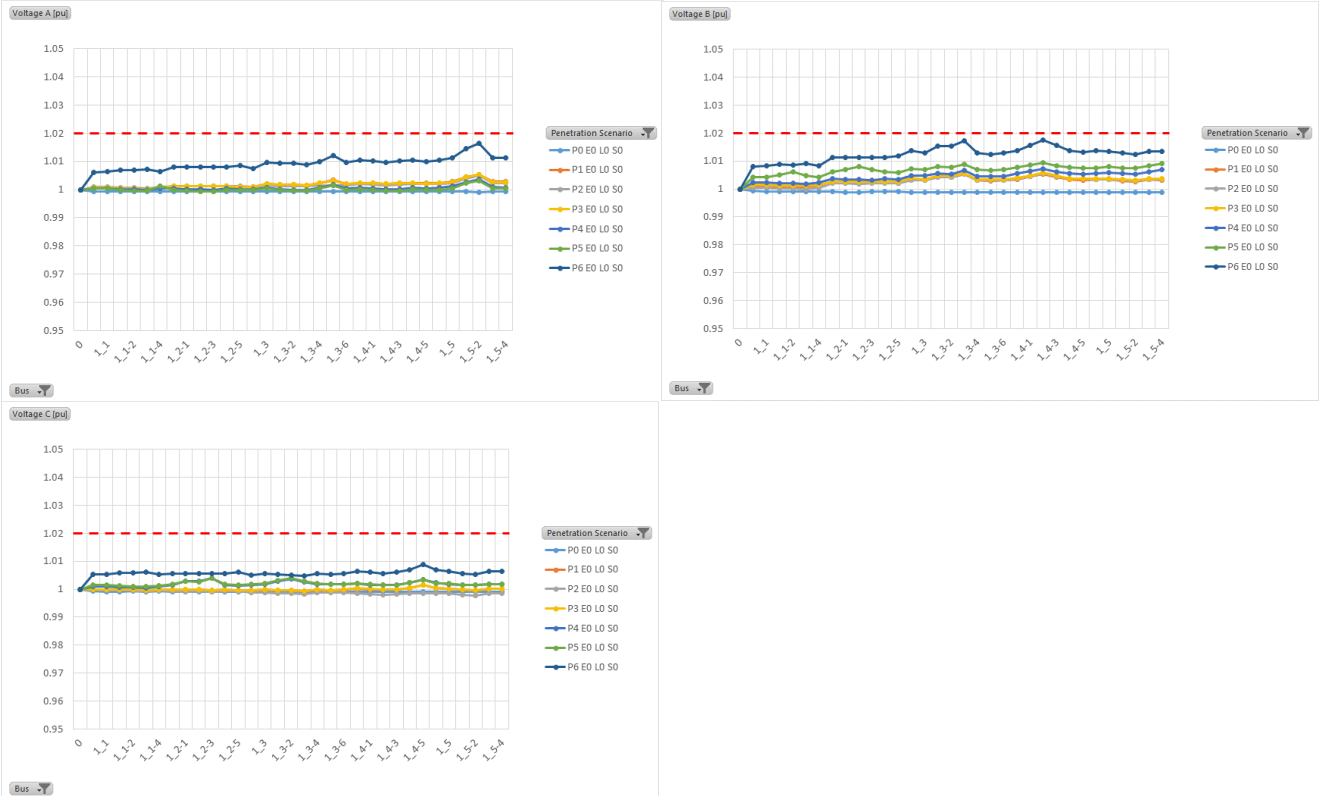 Voltage A [pu]
1.05
1.04
1.03
1.02
1.01
1
0.99
0.98
0.97
0.96
0.95
0
1_1
1_1-2
1_1-4
1_2-1
1_2-3
1_2-5
1_3
1_3-2
1_3-4
1_3-6
1_4-1
1_4-3
1_4-5
1_5
1_5-2
1_5-4
Penetration Scenario
P0 E0 L0 S0
P1 E0 L0 S0
P2 E0 L0 S0
P3 E0 L0 S0
P4 E0 L0 S0
P5 E0 L0 S0
P6 E0 L0 S0
Bus
Voltage B [pu]
1.05
1.04
1.03
1.02
1.01
1
0.99
0.98
0.97
0.96
0.95
0
1_1
1_1-2
1_1-4
1_2-1
1_2-3
1_2-5
1_3
1_3-2
1_3-4
1_3-6
1_4-1
1_4-3
1_4-5
1_5
1_5-2
1_5-4
Penetration Scenario
P0 E0 L0 S0
P1 E0 L0 S0
P2 E0 L0 S0
P3 E0 L0 S0
P4 E0 L0 S0
P5 E0 L0 S0
P6 E0 L0 S0
Bus
Voltage C [pu]
1.05
1.04
1.03
1.02
1.01
1
0.99
0.98
0.97
0.96
0.95
0
1_1
1_1-2
1_1-4
1_2-1
1_2-3
1_2-5
1_3
1_3-2
1_3-4
1_3-6
1_4-1
1_4-3
1_4-5
1_5
1_5-2
1_5-4
Penetration Scenario
P0 E0 L0 S0
P1 E0 L0 S0
P2 E0 L0 S0
P3 E0 L0 S0
P4 E0 L0 S0
P5 E0 L0 S0
P6 E0 L0 S0
Bus